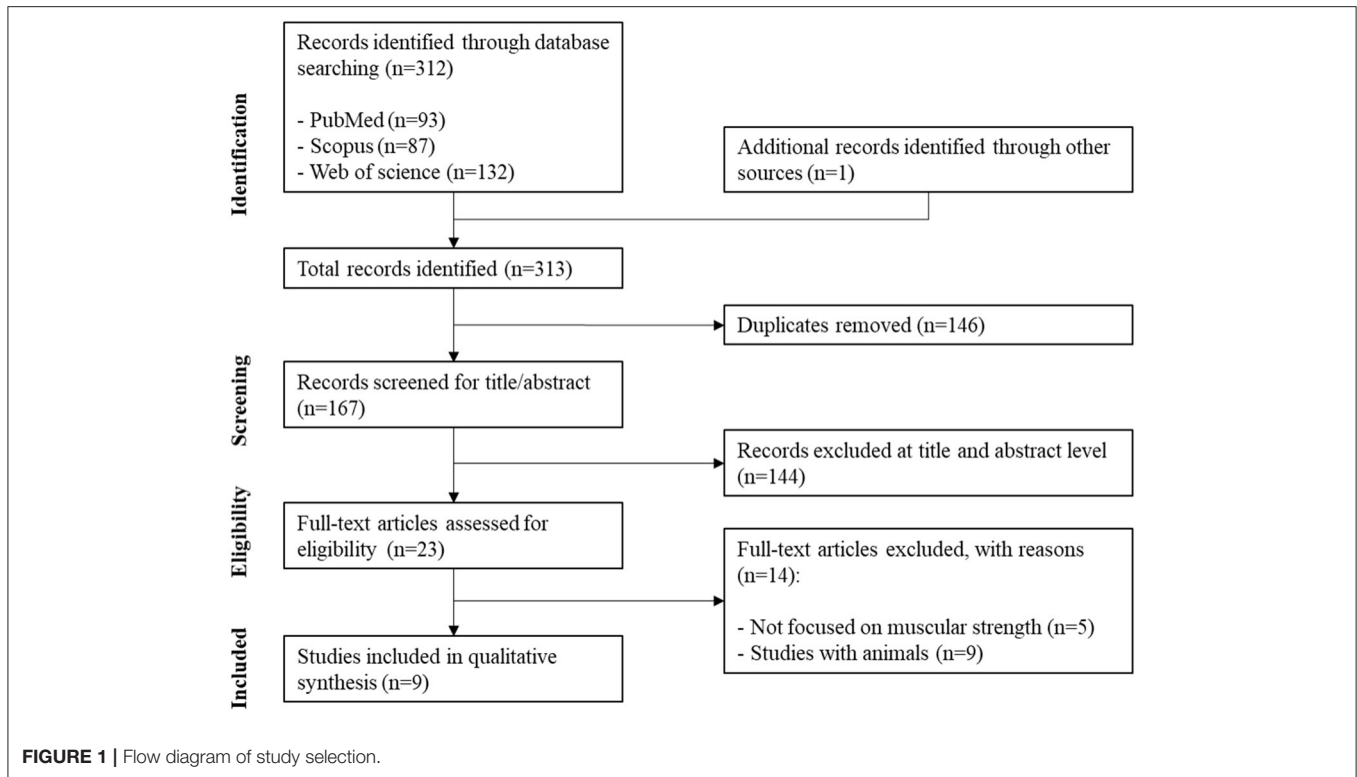 Identification
Records identified through database
searching (n=312)
- PubMed (n=93)
- Scopus (n=87)
- Web of science (n=132)
Additional records identified through other
sources (n=1)
Total records identified (n=313)
Duplicates removed (n=146)
Screening
Records screened for title/abstract
(n=167)
Records excluded at title and abstract level
(n=144)
Eligibility
Full-text articles assessed for
eligibility (n=23)
Full-text articles excluded, with reasons
(n=14):
- Not focused on muscular strength (n=5)
- Studies with animals (n=9)
Included
Studies included in qualitative
synthesis (n=9)
FIGURE 1 | Flow diagram of study selection.